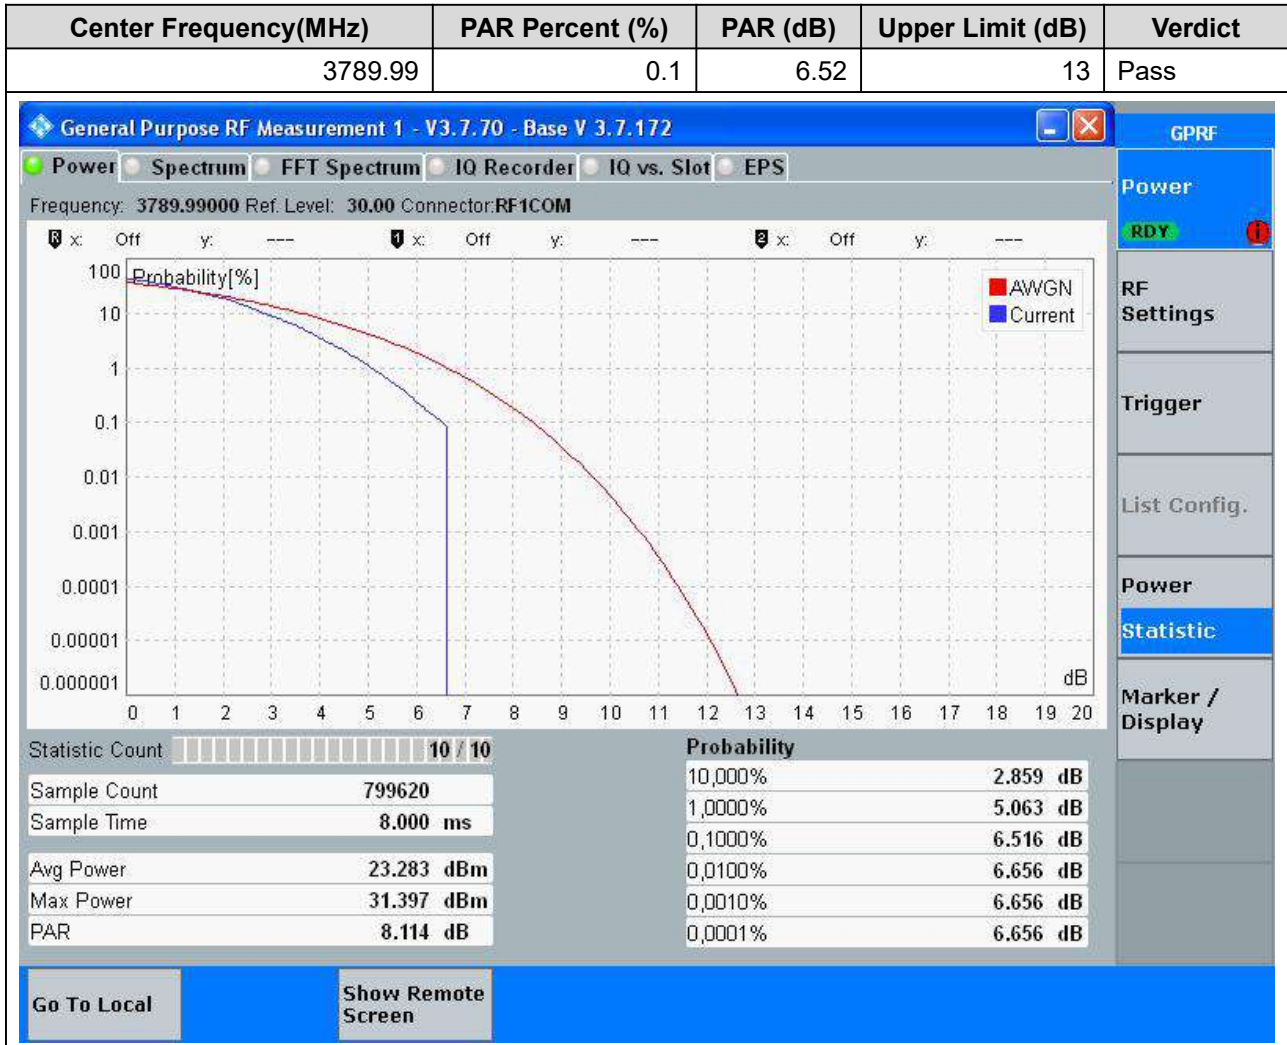 Center Frequency(MHz) PAR Percent (%) PAR (dB) Upper Limit (dB) Verdict
3789.99 0.1 6.52 13 Pass
General Purpose RF Measurement 1 - V3.7.70 - Base V 3.7.172
GPRF
Power Spectrum FFT Spectrum IQ Recorder IQ vs. Slot EPS
Power
RDY
Frequency: 3789.99000 Ref. Level: 30.00 Connector:RF1COM
R x: Off y: --- 1 x: Off y: --- 2 x: Off y: ---
Probability[%]
100
10
1
0.1
0.01
0.001
0.0001
0.00001
0.000001
AWGN
Current
dB
0 1 2 3 4 5 6 7 8 9 10 11 12 13 14 15 16 17 18 19 20
RF
Settings
Trigger
List Config.
Power
Statistic
Marker /
Display
Statistic Count 10 / 10
Sample Count 799620
Sample Time 8.000 ms
Avg Power 23.283 dBm
Max Power 31.397 dBm
PAR 8.114 dB
Probability
10,000% 2.859 dB
1,0000% 5.063 dB
0,1000% 6.516 dB
0,0100% 6.656 dB
0,0010% 6.656 dB
0,0001% 6.656 dB
Go To Local
Show Remote
Screen